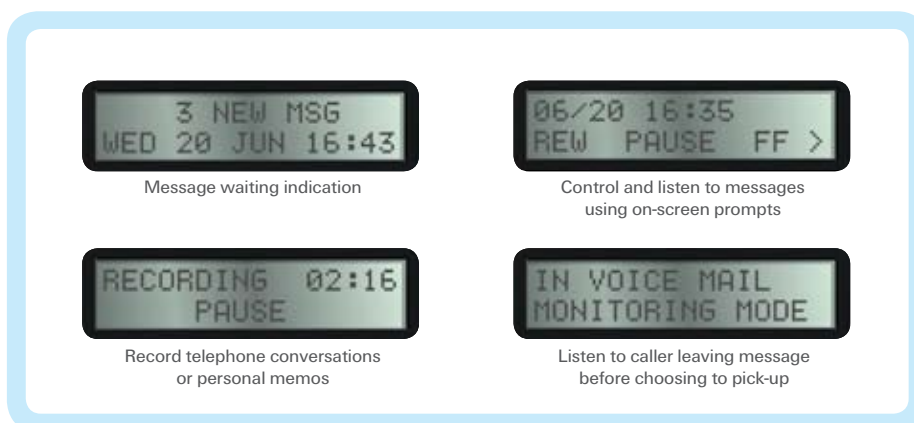 3 NEW MSG
WED 20 JUN 16:43
Message waiting indication
06/20 16:35
REW PAUSE FF >
Control and listen to messages
using on-screen prompts
RECORDING 02:16
PAUSE
Record telephone conversations
or personal memos
IN VOICE MAIL
MONITORING MODE
Listen to caller leaving message
before choosing to pick-up